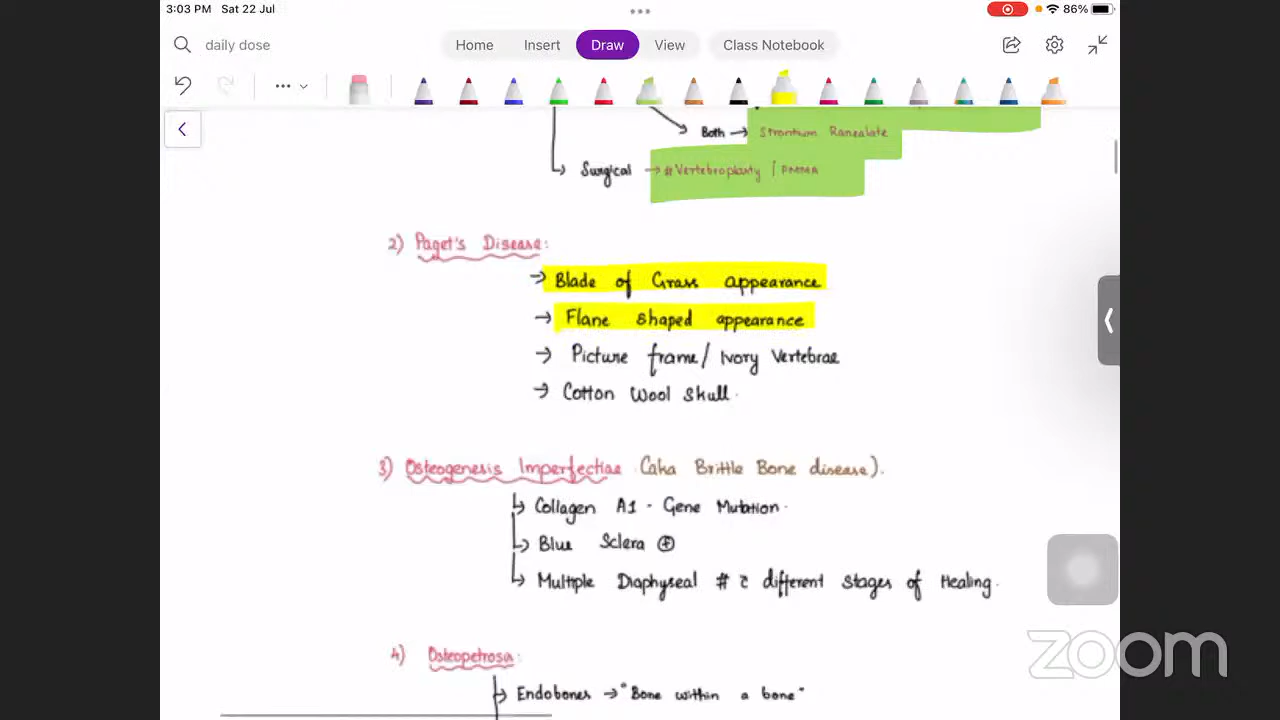 3:03 PM Sat 22 Jul
86%
daily dose
Home Insert Draw View Class Notebook
Both → Strontium Ranealate
Surgical → # Vertebroplasty / PMMA
2) Paget's Disease:
→ Blade of Grass appearance
→ Flane shaped appearance
→ Picture frame/ Ivory Vertebrae
→ Cotton Wool Skull.
3) Osteogenesis Imperfectiae (aka Brittle Bone disease).
Collagen A1 - Gene Mutation.
Blue Sclera ⊕
Multiple Diaphyseal # c̄ different stages of Healing.
4) Osteopetrosis:
Endobones → "Bone within a bone"
zoom